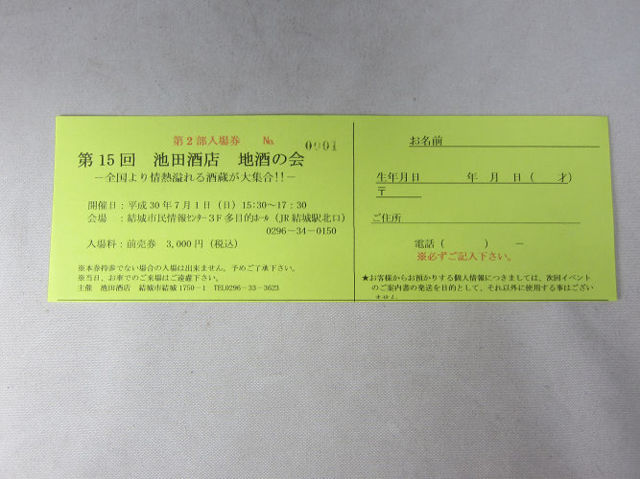 第2部入場券 No. 0001
第15回 池田酒店 地酒の会
－全国より情熱溢れる酒蔵が大集合!!－
開催日：平成30年7月1日（日）15:30～17:30
会場 ：結城市民情報センター3F多目的ホール（JR結城駅北口）
0296-34-0150
入場料：前売券 3,000円（税込）
※本券持参でない場合の入場は出来ません。予めご了承下さい。
※当日、お車でのご来場はご遠慮下さい。
主催 池田酒店 結城市結城1750-1 TEL0296-33-3623
お名前
生年月日 年 月 日（ 才）
〒
ご住所
電話（ ） －
※必ずご記入下さい。
★お客様からお預かりする個人情報につきましては、次回イベント
のご案内書の発送を目的として、それ以外に使用する事はござい
ません。